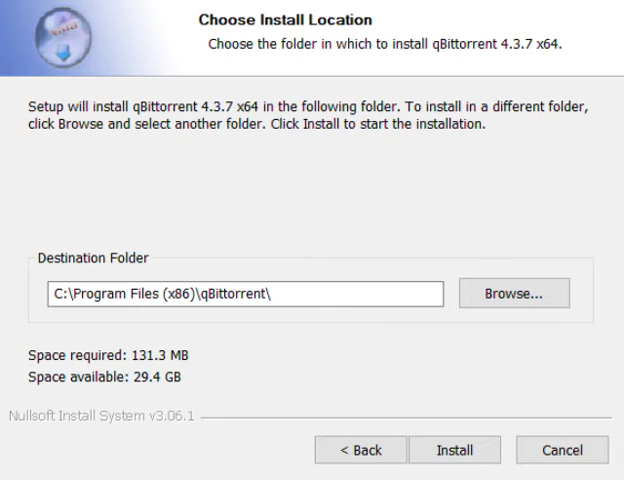 Choose Install Location
Choose the folder in which to install qBittorrent 4.3.7 x64.
Setup will install qBittorrent 4.3.7 x64 in the following folder. To install in a different folder,
click Browse and select another folder. Click Install to start the installation.
Destination Folder
C:\Program Files (x86)\qBittorrent\
Browse...
Space required: 131.3 MB
Space available: 29.4 GB
Nullsoft Install System v3.06.1
< Back
Install
Cancel